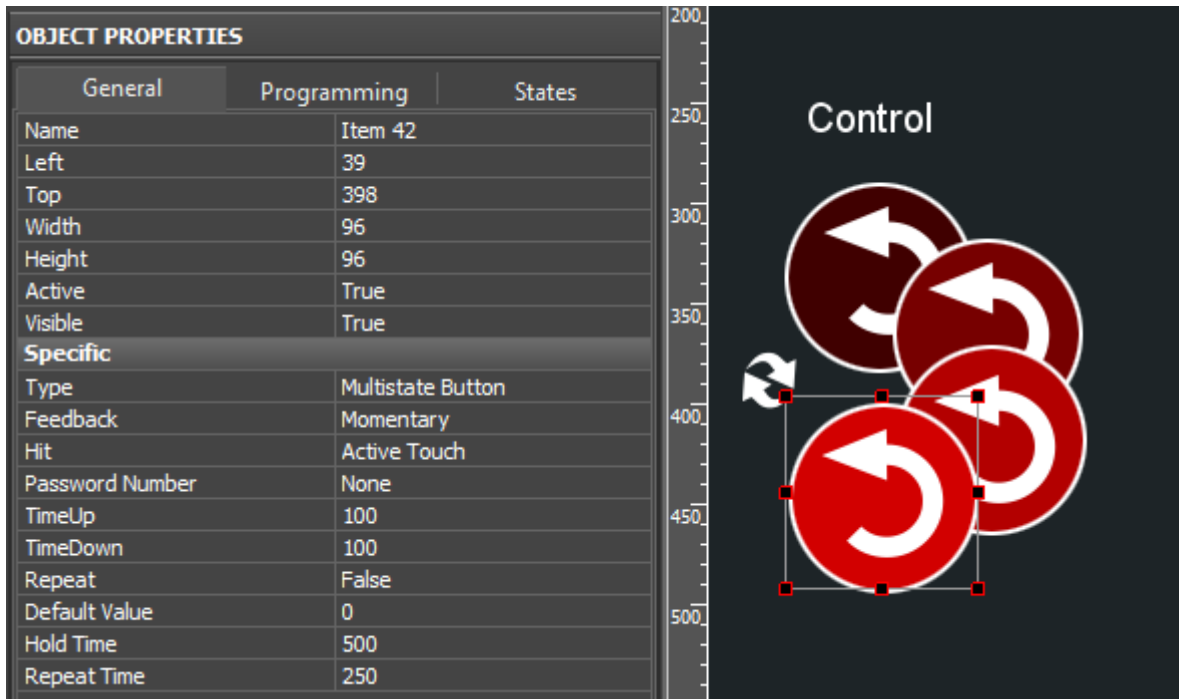 OBJECT PROPERTIES
General Programming States
Name Item 42
Left 39
Top 398
Width 96
Height 96
Active True
Visible True
Specific
Type Multistate Button
Feedback Momentary
Hit Active Touch
Password Number None
TimeUp 100
TimeDown 100
Repeat False
Default Value 0
Hold Time 500
Repeat Time 250
200
250
300
350
400
450
500
Control